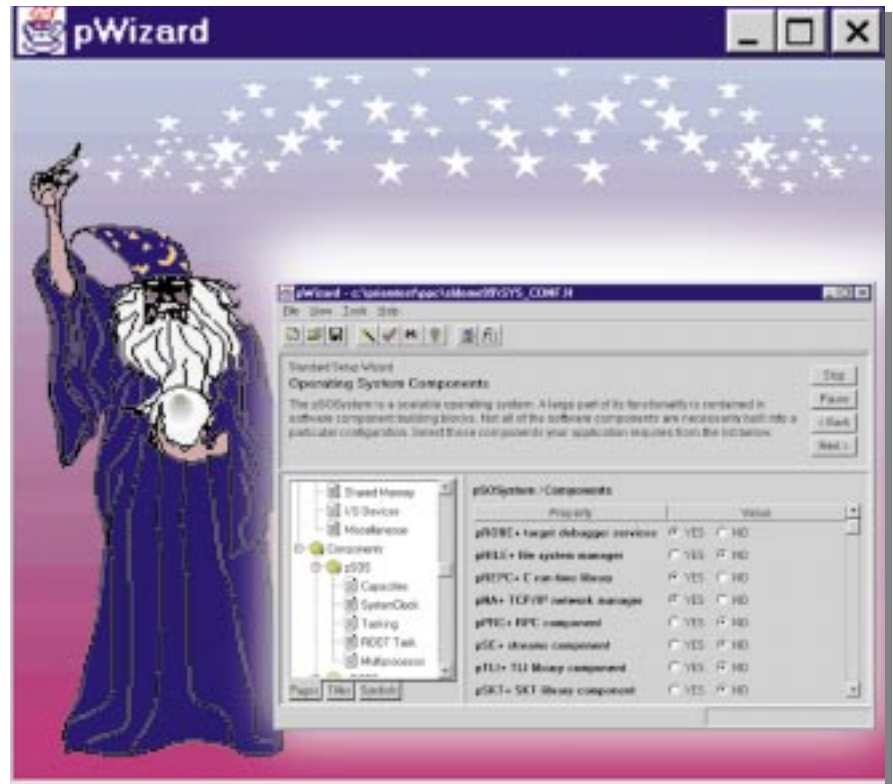 pWizard
pWizard - c:\
SYS_CONF.H
File View Tools Help
Standard Setup Wizard
Operating System Components
The pSOSystem is a scalable operating system. A large part of its functionality is contained in
software component building blocks. Not all of the software components are necessarily built into a
particular configuration. Select those components your application requires from the list below.
Stop
Pause
< Back
Next >
Shared Memory
I/O Devices
Miscellaneous
Components
pSOS
Capacities
SystemClock
Tasking
ROOT Task
Multiprocessor
Pages Titles Symbols
pSOSystem > Components
Property Value
pROBE+ target debugger services YES NO
pHILE+ file system manager YES NO
pREPC+ C run-time library YES NO
pNA+ TCP/IP network manager YES NO
pRPC+ RPC component YES NO
pSE+ streams component YES NO
pTLI+ TLI library component YES NO
pSKT+ SKT library component YES NO